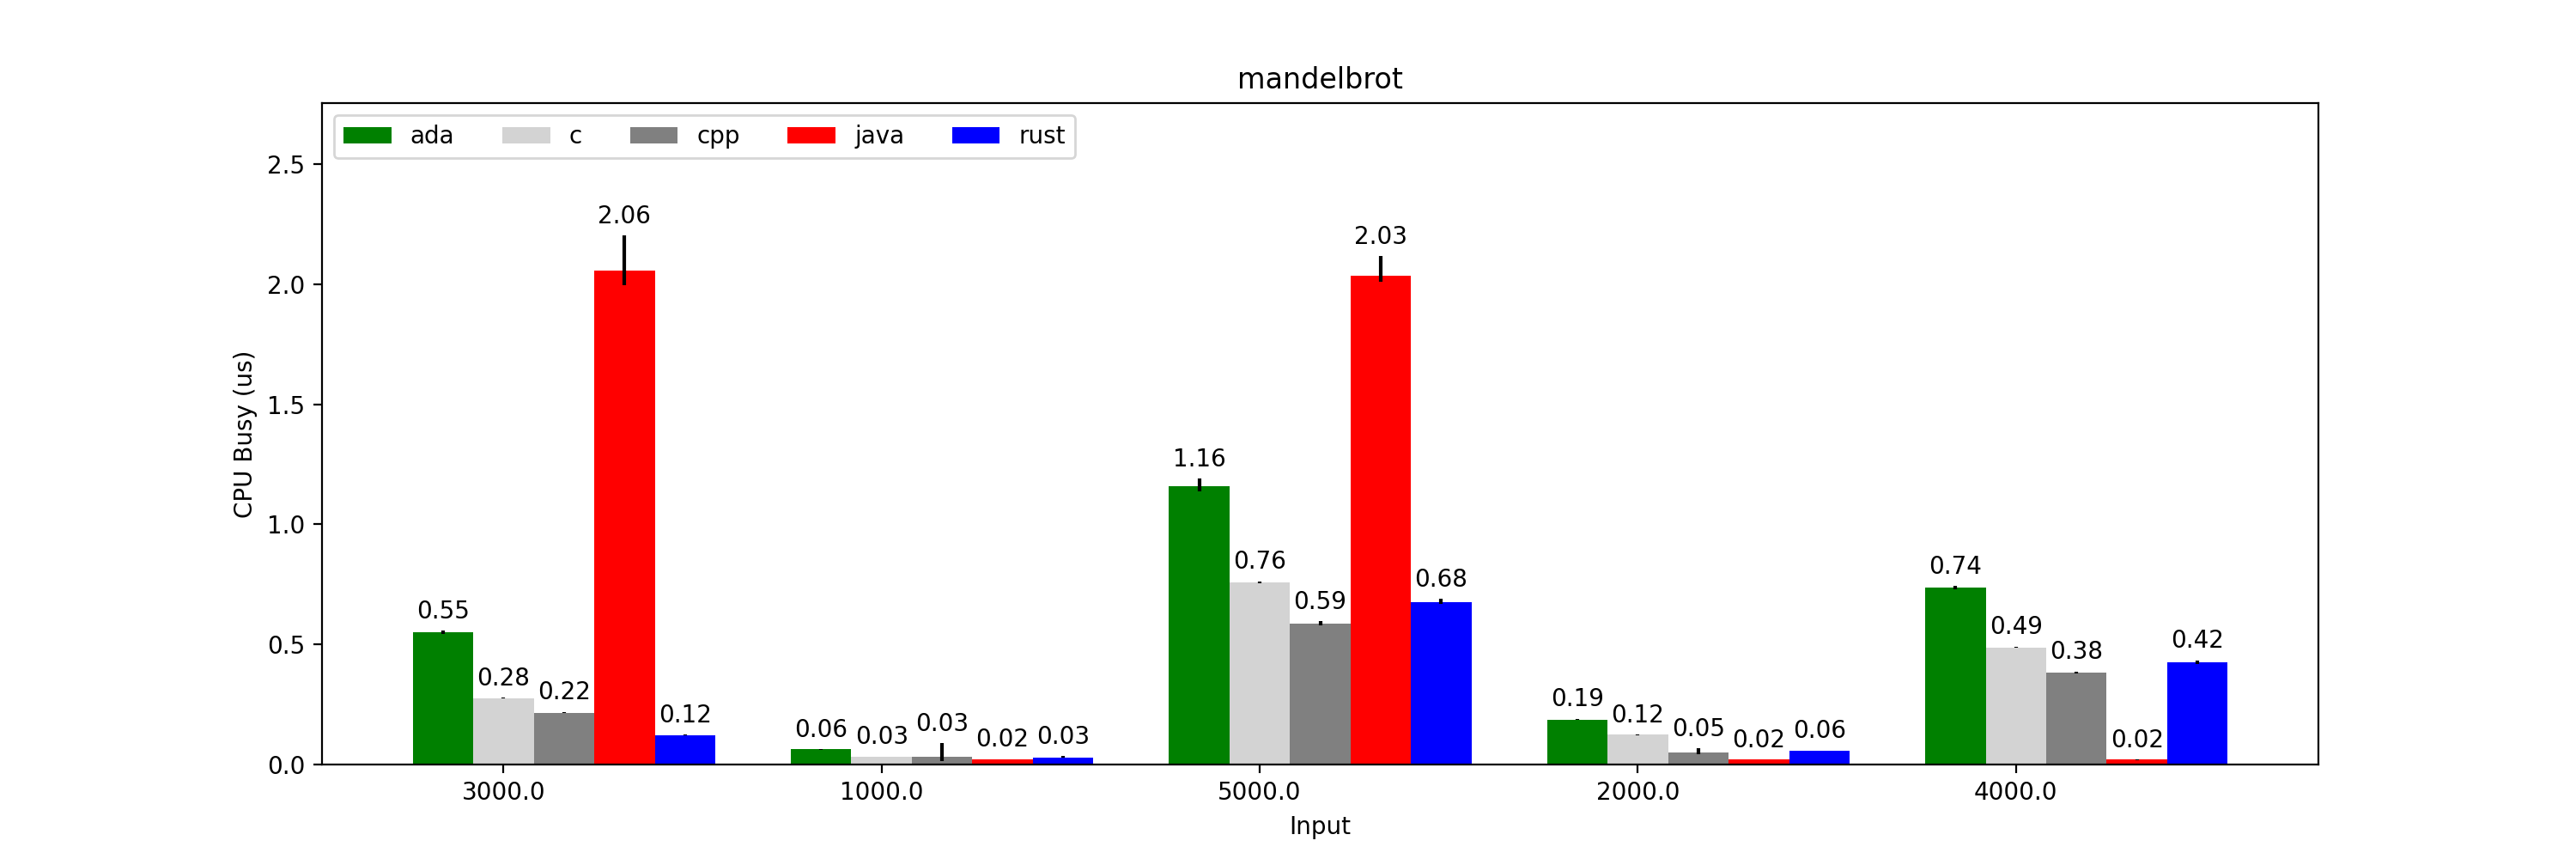 mandelbrot
ada c cpp java rust
2.5
2.0
1.5
1.0
0.5
0.0
CPU Busy (us)
0.55 0.28 0.22 2.06 0.12
0.06 0.03 0.03 0.02 0.03
1.16 0.76 0.59 2.03 0.68
0.19 0.12 0.05 0.02 0.06
0.74 0.49 0.38 0.02 0.42
3000.0 1000.0 5000.0 2000.0 4000.0
Input